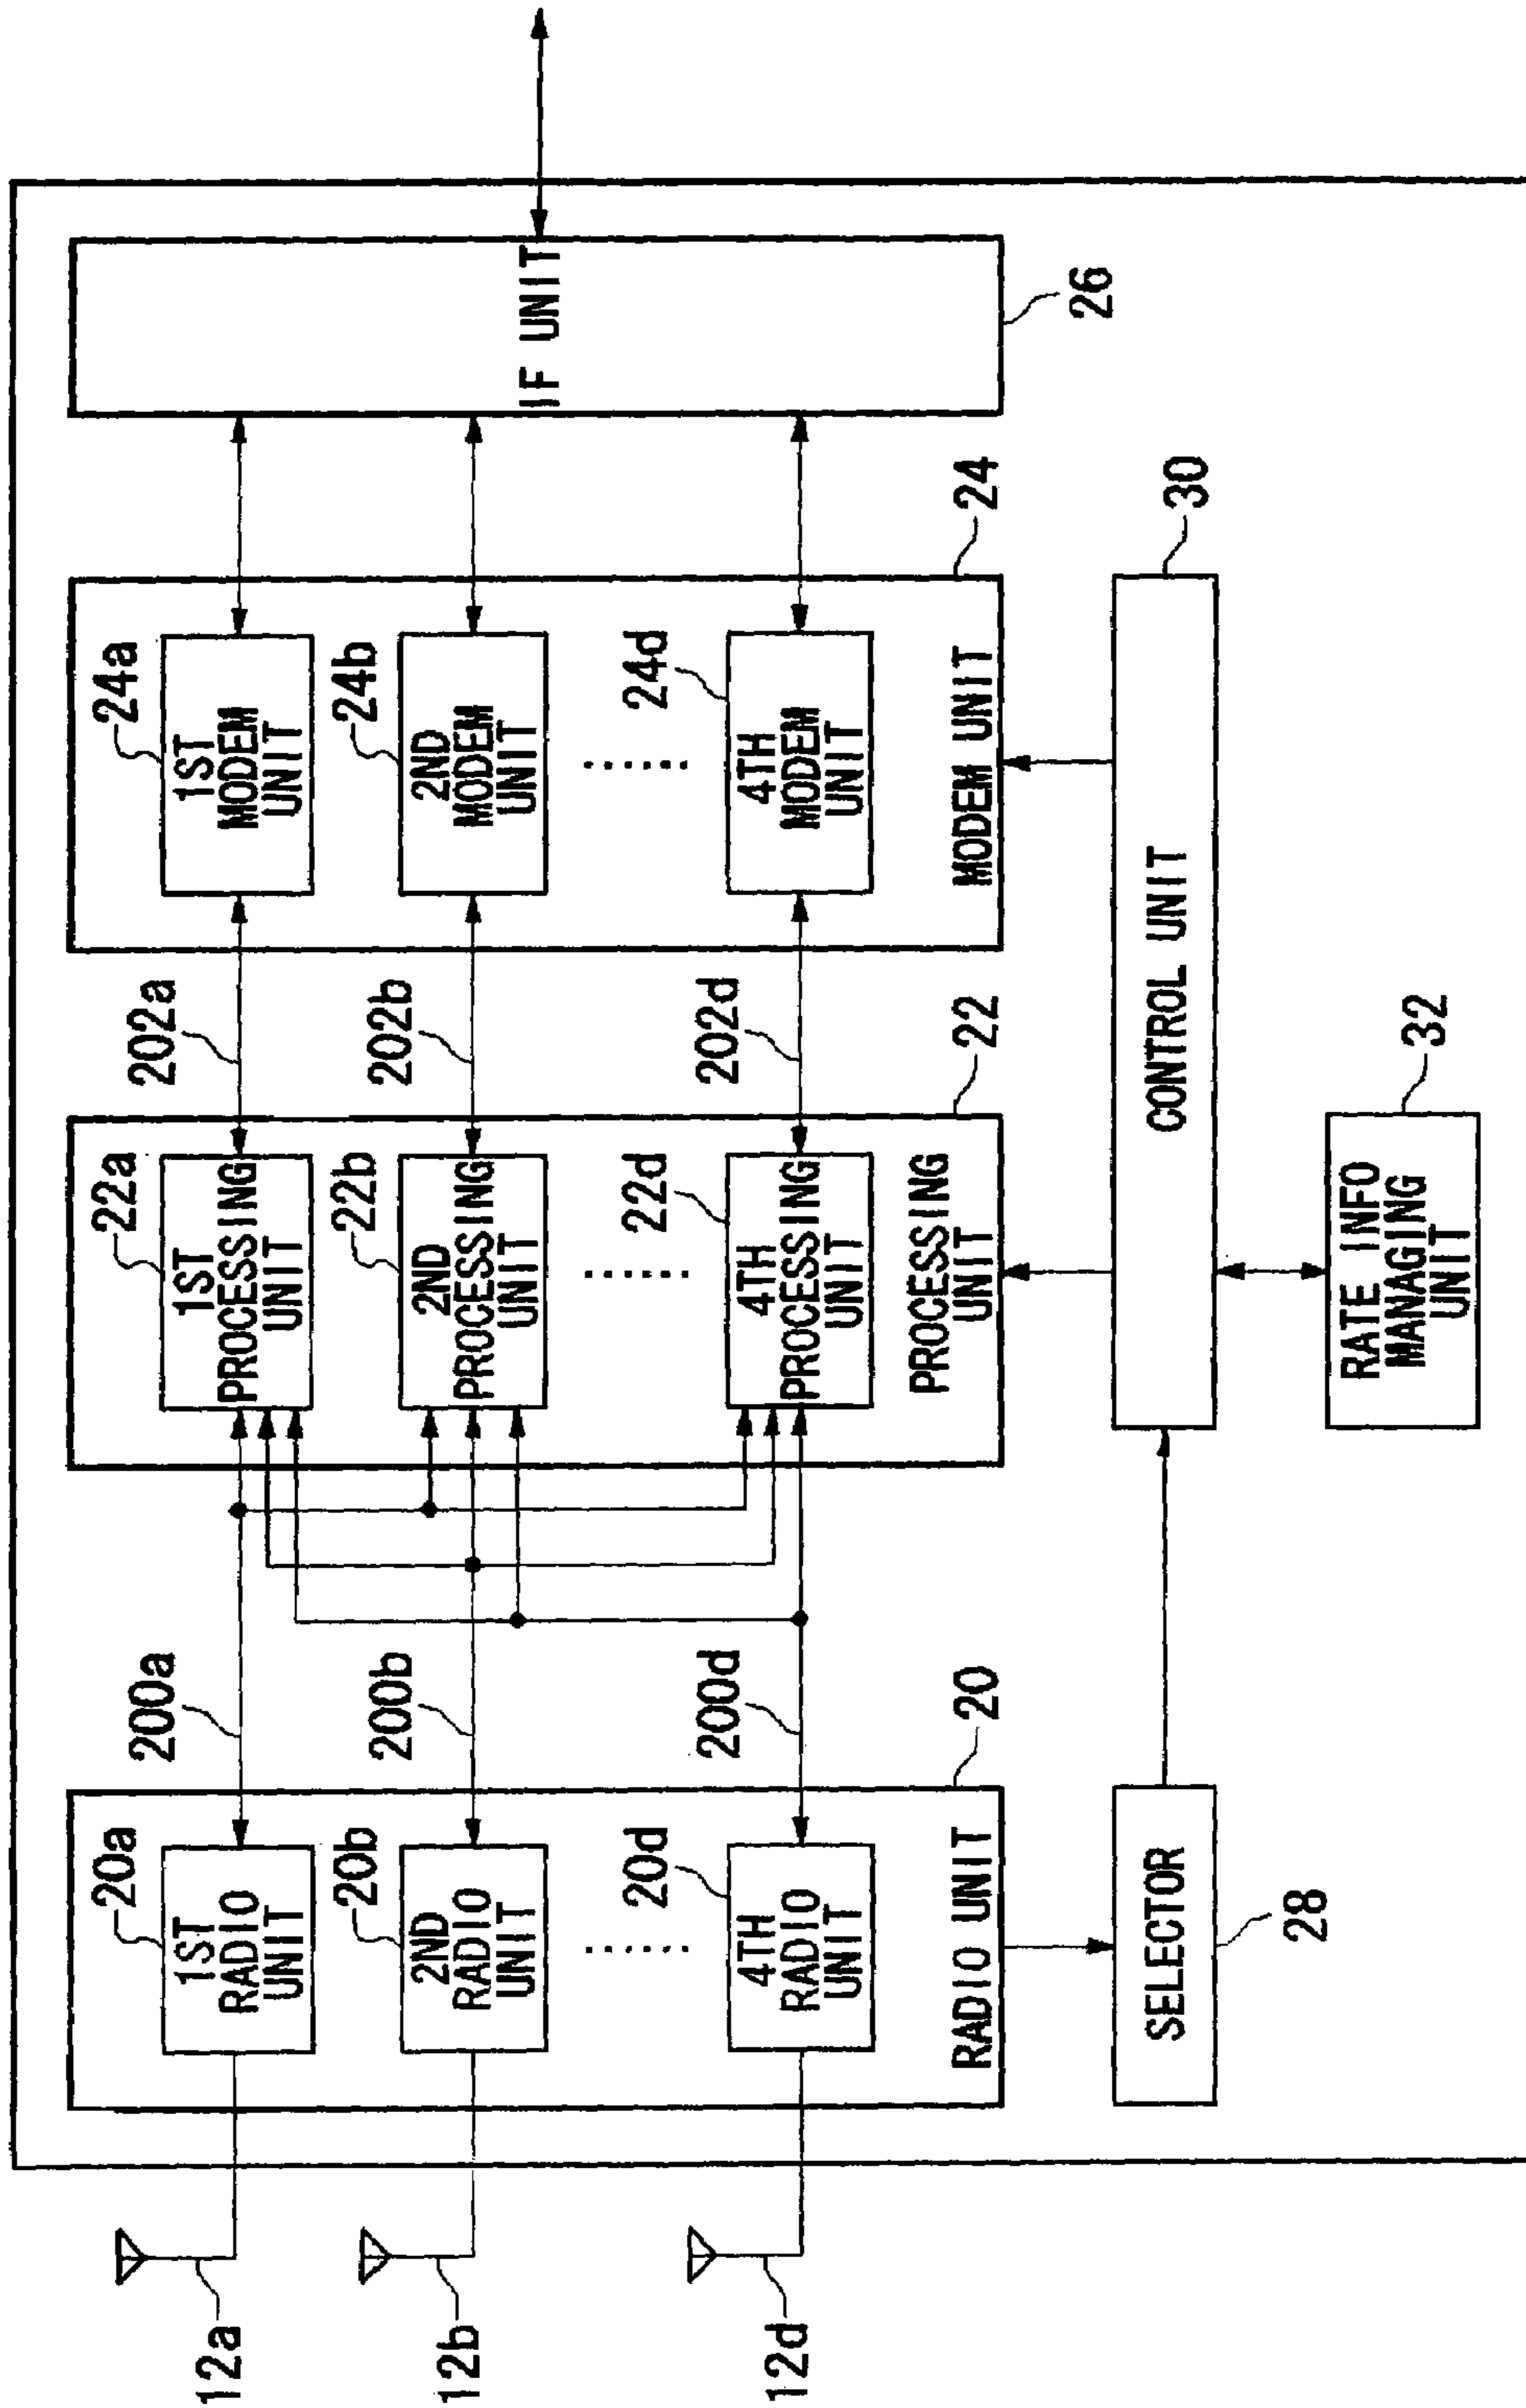 12a
12b
12d
20a
1ST
RADIO
UNIT
20b
2ND
RADIO
UNIT
......
20d
4TH
RADIO
UNIT
RADIO UNIT
20
200a
200b
200d
22a
1ST
PROCESSING
UNIT
22b
2ND
PROCESSING
UNIT
......
22d
4TH
PROCESSING
UNIT
PROCESSING
UNIT
22
202a
202b
202d
24a
1ST
MODEM
UNIT
24b
2ND
MODEM
UNIT
......
24d
4TH
MODEM
UNIT
MODEM UNIT
24
IF UNIT
26
SELECTOR
28
CONTROL UNIT
30
RATE INFO
MANAGING
UNIT
32